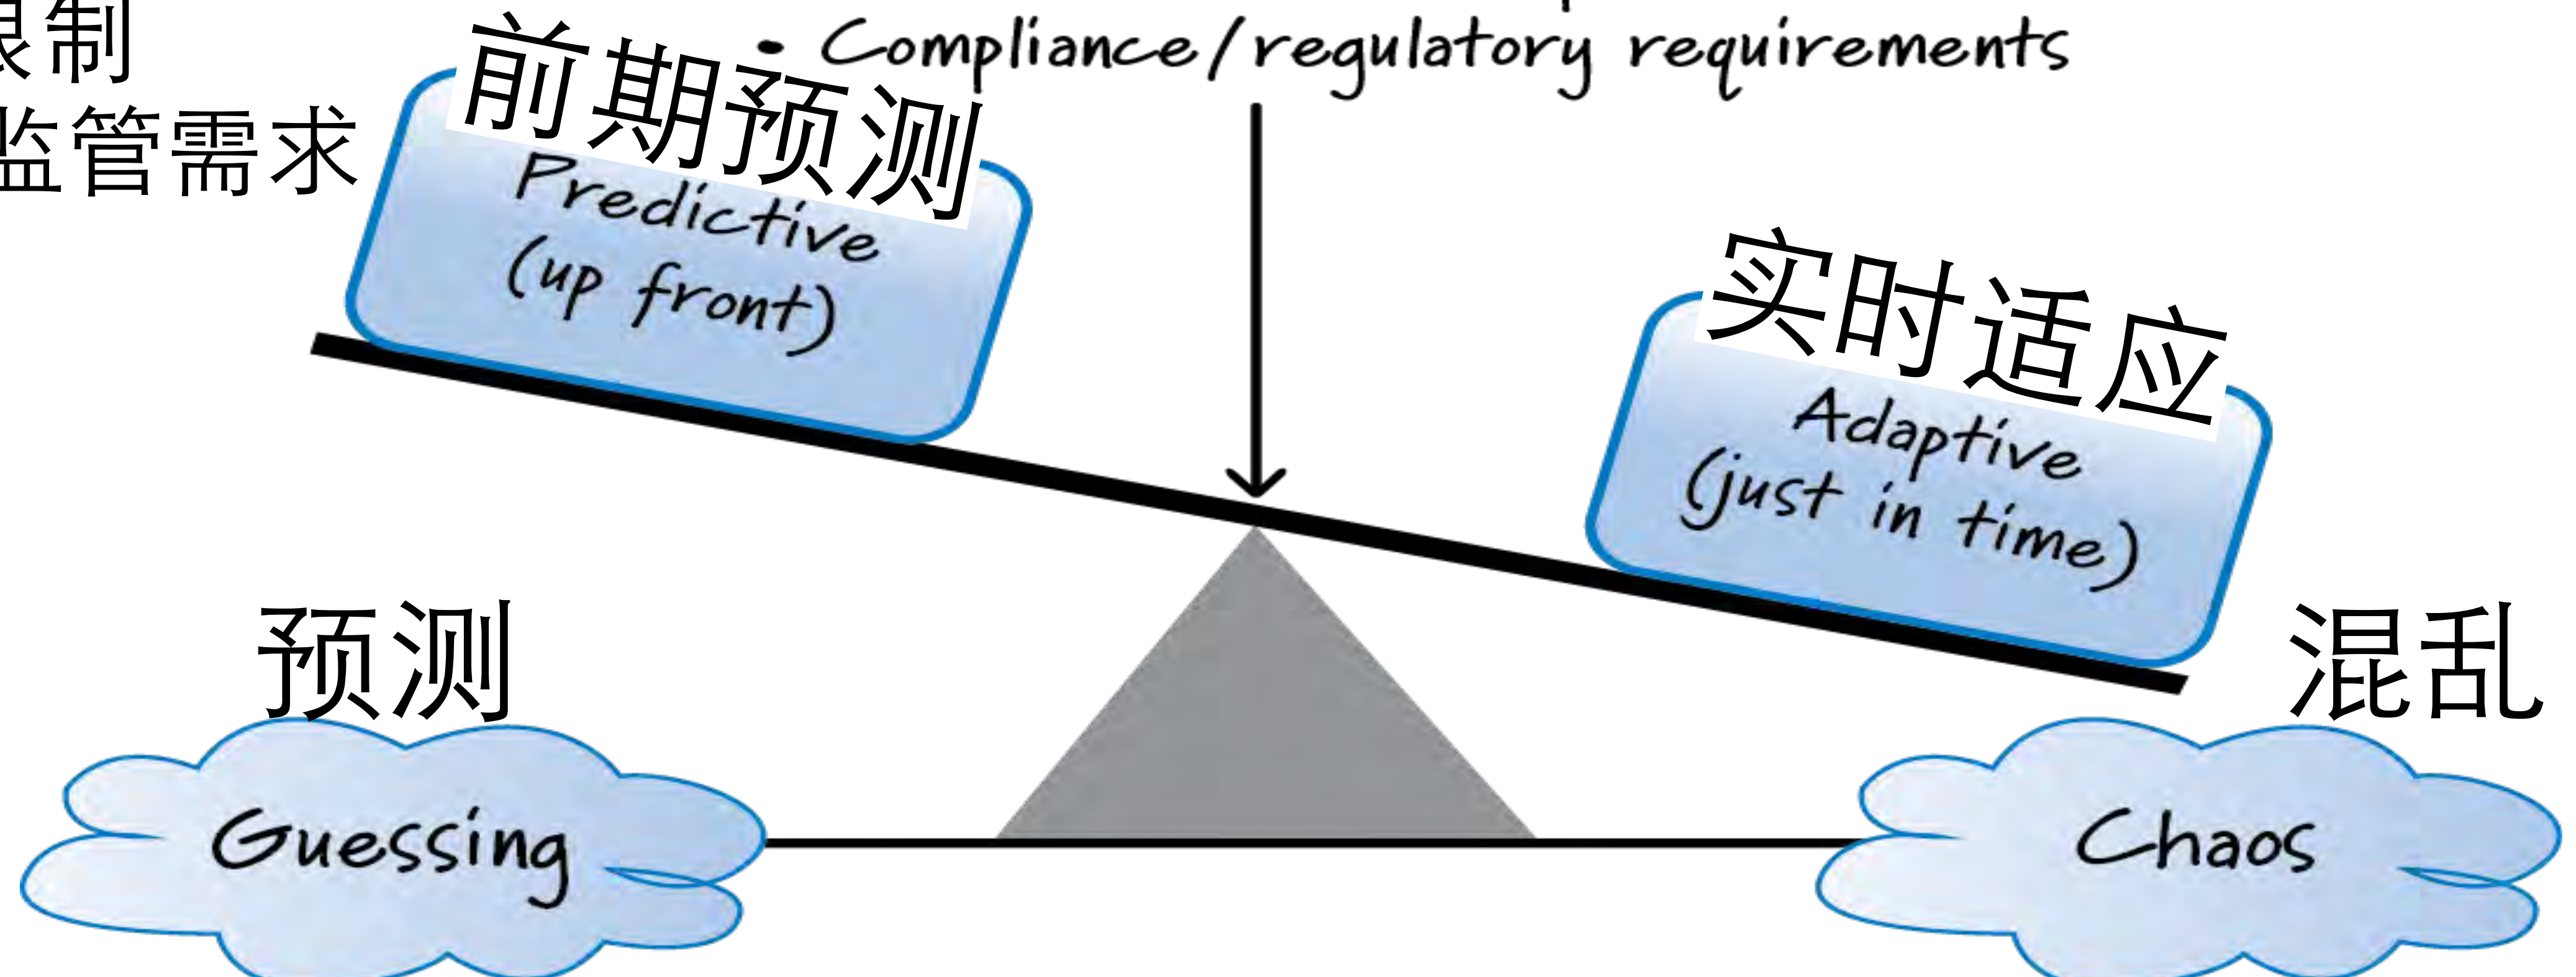 限制
监管需求
• Compliance/regulatory requirements
前期预测
Predictive
(up front)
实时适应
Adaptive
(just in time)
预测
混乱
Guessing
Chaos